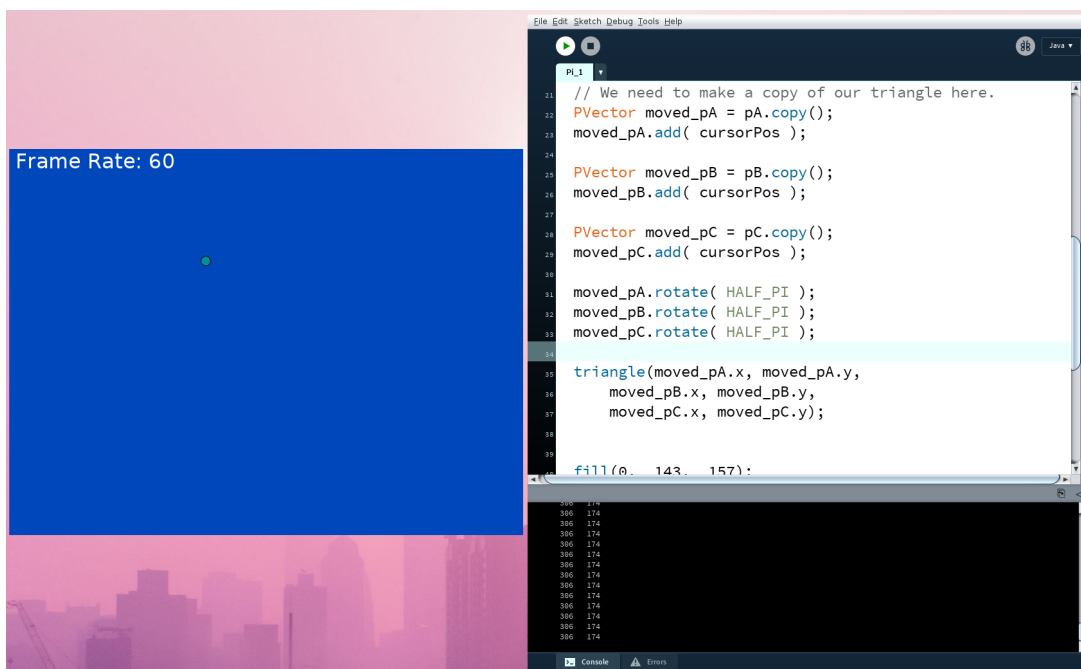 File Edit Sketch Debug Tools Help
Java ▾
Pi_1 ▾
Frame Rate: 60
21 // We need to make a copy of our triangle here.
22 PVector moved_pA = pA.copy();
23 moved_pA.add( cursorPos );
24
25 PVector moved_pB = pB.copy();
26 moved_pB.add( cursorPos );
27
28 PVector moved_pC = pC.copy();
29 moved_pC.add( cursorPos );
30
31 moved_pA.rotate( HALF_PI );
32 moved_pB.rotate( HALF_PI );
33 moved_pC.rotate( HALF_PI );
34
35 triangle(moved_pA.x, moved_pA.y,
36 moved_pB.x, moved_pB.y,
37 moved_pC.x, moved_pC.y);
38
39
fill(0, 143, 157);
306 174
306 174
306 174
306 174
306 174
306 174
306 174
306 174
306 174
306 174
306 174
306 174
306 174
306 174
Console Errors